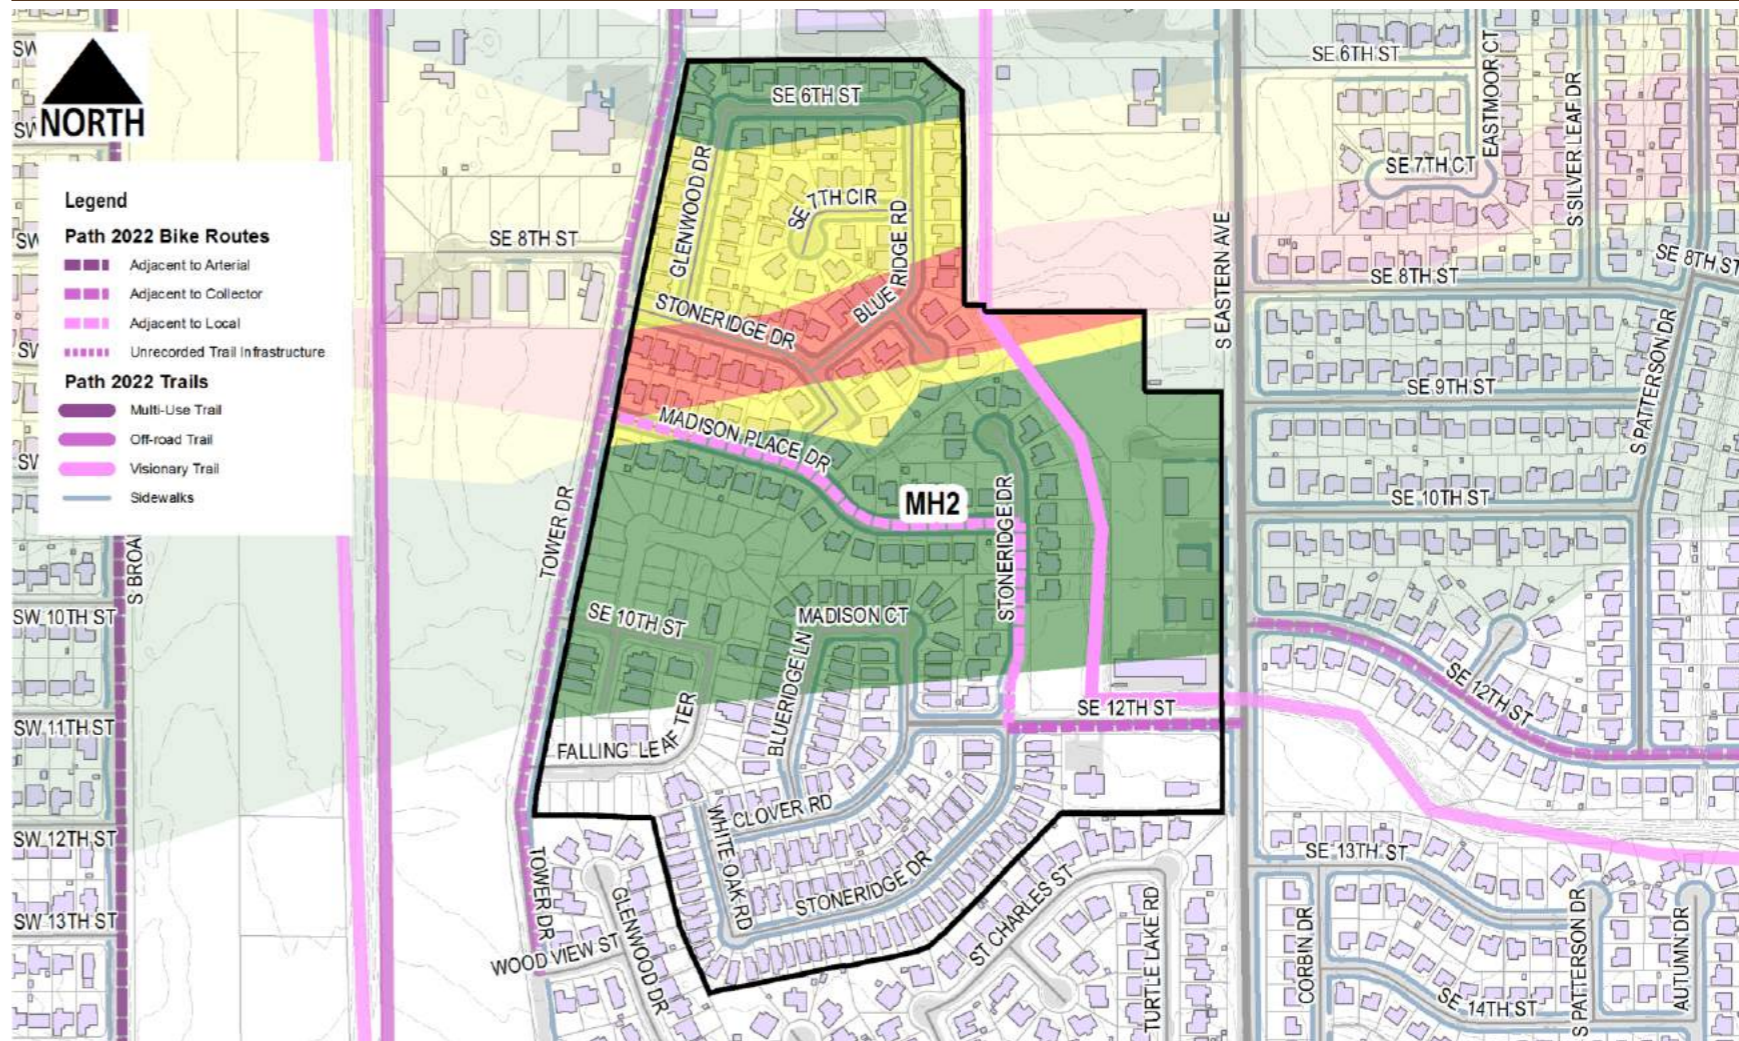 NORTH
Legend
Path 2022 Bike Routes
Adjacent to Arterial
Adjacent to Collector
Adjacent to Local
Unrecorded Trail Infrastructure
Path 2022 Trails
Multi-Use Trail
Off-road Trail
Visionary Trail
Sidewalks
SW
SW
SW
SW
SW
S BROA
SW 10TH ST
SW 11TH ST
SW 12TH ST
SW 13TH ST
SE 6TH ST
GLENWOOD DR
SE 7TH CIR
BLUE RIDGE RD
SE 8TH ST
STONERIDGE DR
MADISON PLACE DR
MH2
STONERIDGE DR
TOWER DR
SE 10TH ST
MADISON CT
BLUERIDGE LN
FALLING LEAF TER
SE 12TH ST
CLOVER RD
WHITE OAK RD
STONERIDGE DR
TOWER DR
WOOD VIEW ST
GLENWOOD DR
ST CHARLES ST
TURTLE LAKE RD
S EASTERN AVE
SE 6TH ST
EASTMOOR CT
S SILVER LEAF DR
SE 7TH CT
SE 8TH ST
SE 8TH ST
SE 9TH ST
S PATTERSON DR
SE 10TH ST
SE 12TH ST
SE 13TH ST
CORBIN DR
S PATTERSON DR
AUTUMN DR
SE 14TH ST